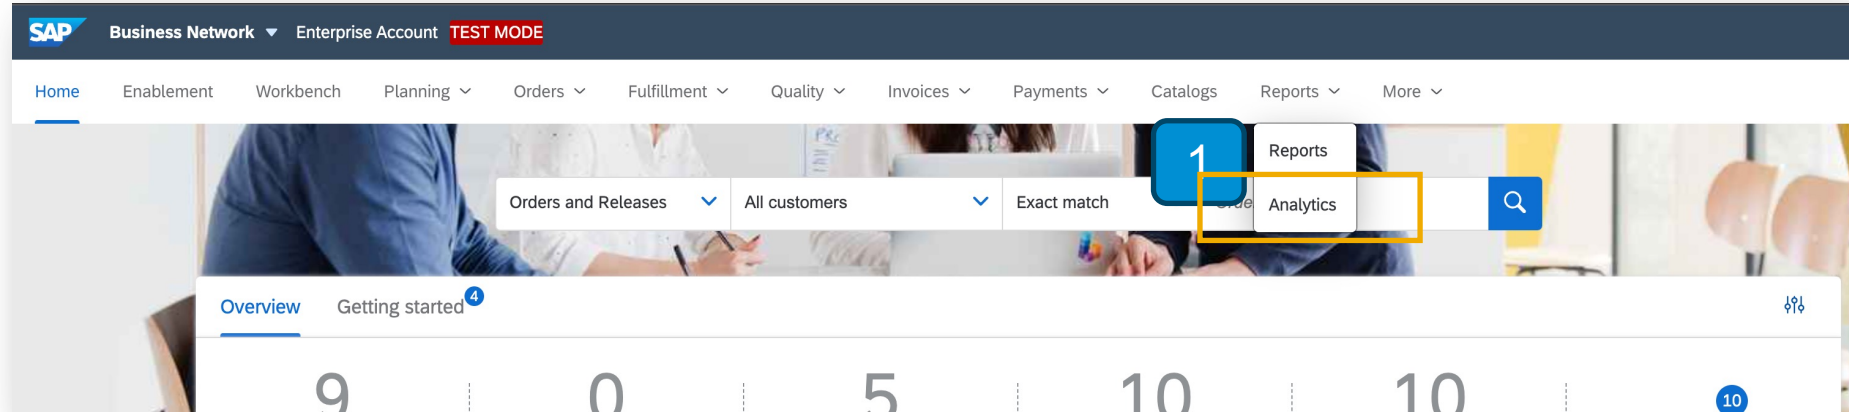 SAP Business Network Enterprise Account TEST MODE
Home Enablement Workbench Planning Orders Fulfillment Quality Invoices Payments Catalogs Reports More
1 Reports
Orders and Releases All customers Exact match Analytics
Overview Getting started 4
9 0 5 10 10 10